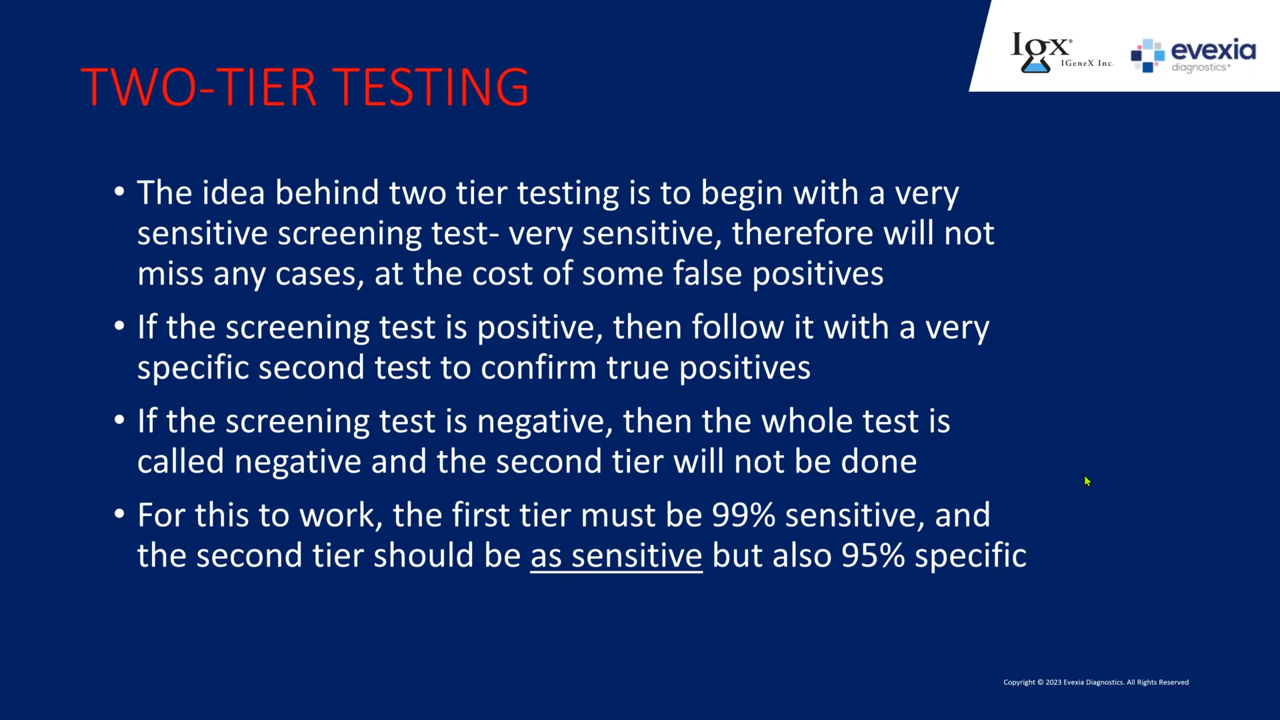 Igx®
IGeneX Inc.
evexia
diagnostics®
TWO-TIER TESTING
• The idea behind two tier testing is to begin with a very
sensitive screening test- very sensitive, therefore will not
miss any cases, at the cost of some false positives
• If the screening test is positive, then follow it with a very
specific second test to confirm true positives
• If the screening test is negative, then the whole test is
called negative and the second tier will not be done
• For this to work, the first tier must be 99% sensitive, and
the second tier should be as sensitive but also 95% specific
Copyright © 2023 Evexia Diagnostics. All Rights Reserved